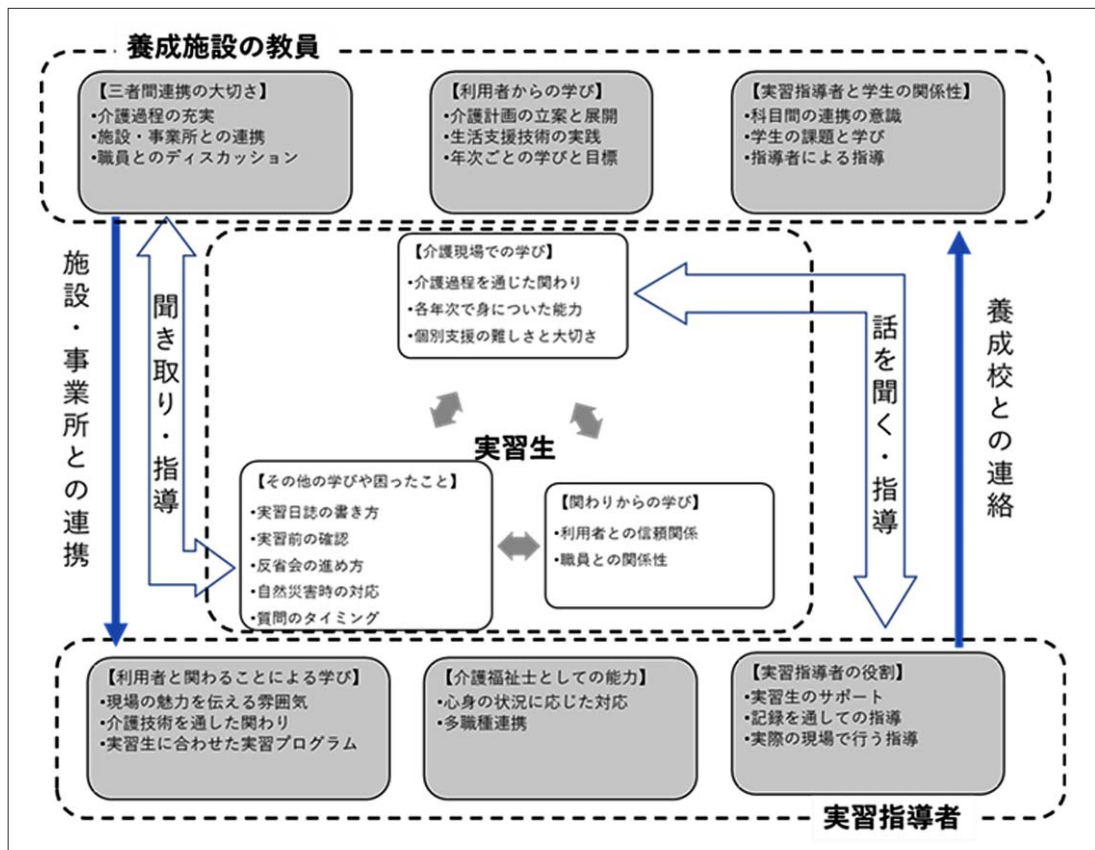 養成施設の教員
【三者間連携の大切さ】
•介護過程の充実
•施設・事業所との連携
•職員とのディスカッション
【利用者からの学び】
•介護計画の立案と展開
•生活支援技術の実践
•年次ごとの学びと目標
【実習指導者と学生の関係性】
•科目間の連携の意識
•学生の課題と学び
•指導者による指導
施設・事業所との連携
聞き取り・指導
【介護現場での学び】
•介護過程を通じた関わり
•各年次で身についた能力
•個別支援の難しさと大切さ
実習生
【その他の学びや困ったこと】
•実習日誌の書き方
•実習前の確認
•反省会の進め方
•自然災害時の対応
•質問のタイミング
【関わりからの学び】
•利用者との信頼関係
•職員との関係性
話を聞く・指導
養成校との連絡
【利用者と関わることによる学び】
•現場の魅力を伝える雰囲気
•介護技術を通した関わり
•実習生に合わせた実習プログラム
【介護福祉士としての能力】
•心身の状況に応じた対応
•多職種連携
【実習指導者の役割】
•実習生のサポート
•記録を通しての指導
•実際の現場で行う指導
実習指導者